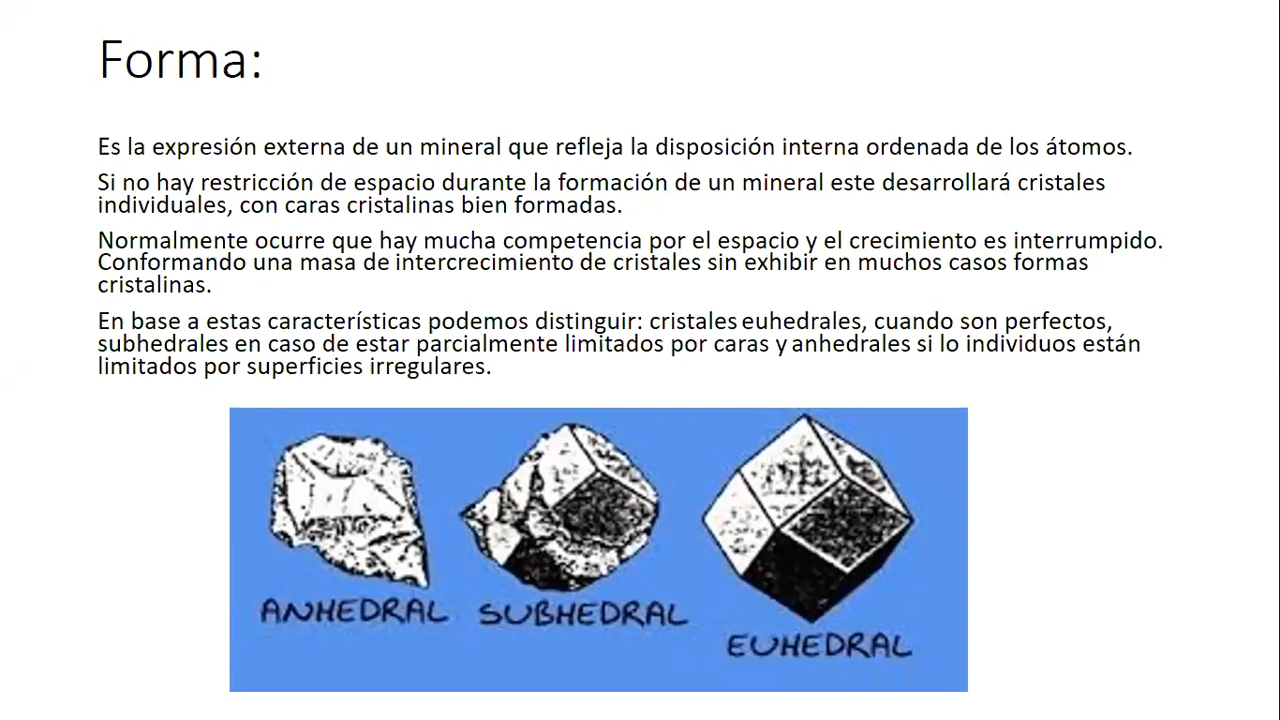 Forma:
Es la expresión externa de un mineral que refleja la disposición interna ordenada de los átomos.
Si no hay restricción de espacio durante la formación de un mineral este desarrollará cristales
individuales, con caras cristalinas bien formadas.
Normalmente ocurre que hay mucha competencia por el espacio y el crecimiento es interrumpido.
Conformando una masa de intercrecimiento de cristales sin exhibir en muchos casos formas
cristalinas.
En base a estas características podemos distinguir: cristales euhedrales, cuando son perfectos,
subhedrales en caso de estar parcialmente limitados por caras y anhedrales si lo individuos están
limitados por superficies irregulares.
ANHEDRAL SUBHEDRAL
EUHEDRAL